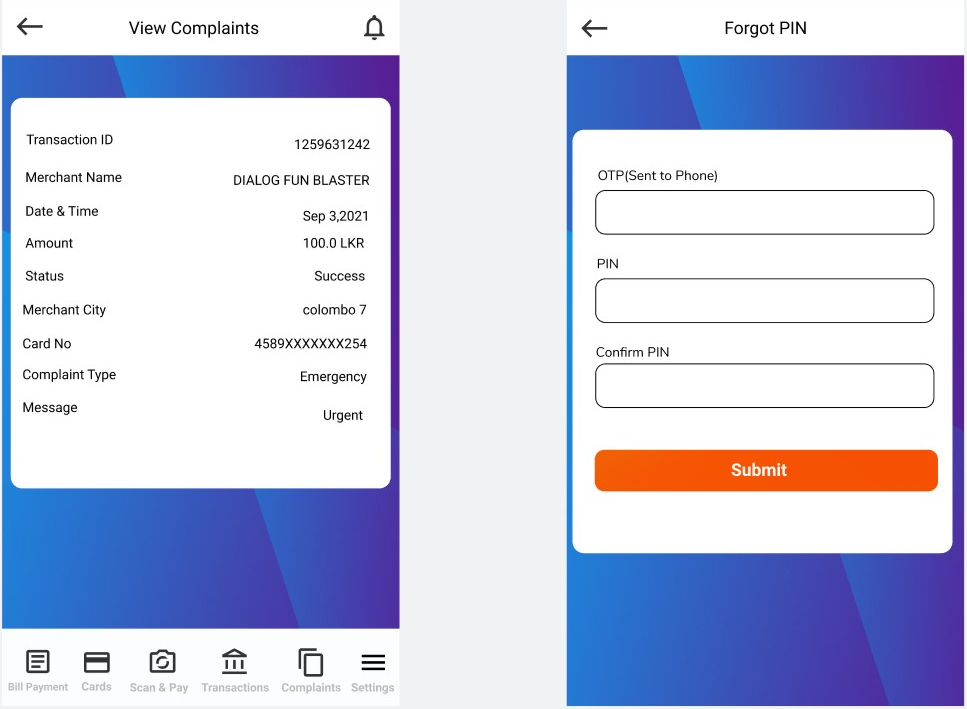 View Complaints
Transaction ID 1259631242
Merchant Name DIALOG FUN BLASTER
Date & Time Sep 3,2021
Amount 100.0 LKR
Status Success
Merchant City colombo 7
Card No 4589XXXXXXX254
Complaint Type Emergency
Message Urgent
Bill Payment Cards Scan & Pay Transactions Complaints Settings
Forgot PIN
OTP(Sent to Phone)
PIN
Confirm PIN
Submit